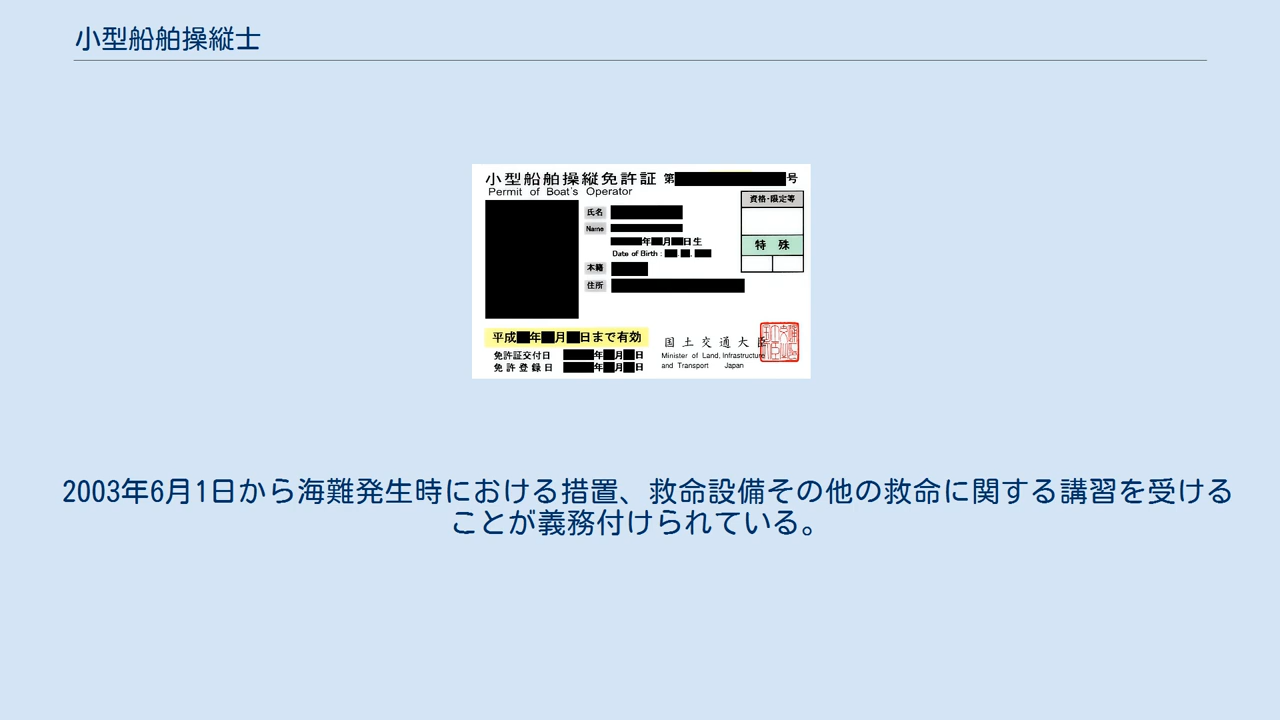 小型船舶操縦士
小型船舶操縦免許証 第 号
Permit of Boat's Operator
資格・限定等
氏名
Name
年 月 日生
特 殊
Date of Birth : . .
本籍
住所
平成 年 月 日まで有効
国土交通大臣
免許証交付日 年 月 日
Minister of Land, Infrastructure
免許登録日 年 月 日
and Transport Japan
2003年6月1日から海難発生時における措置、救命設備その他の救命に関する講習を受ける
ことが義務付けられている。